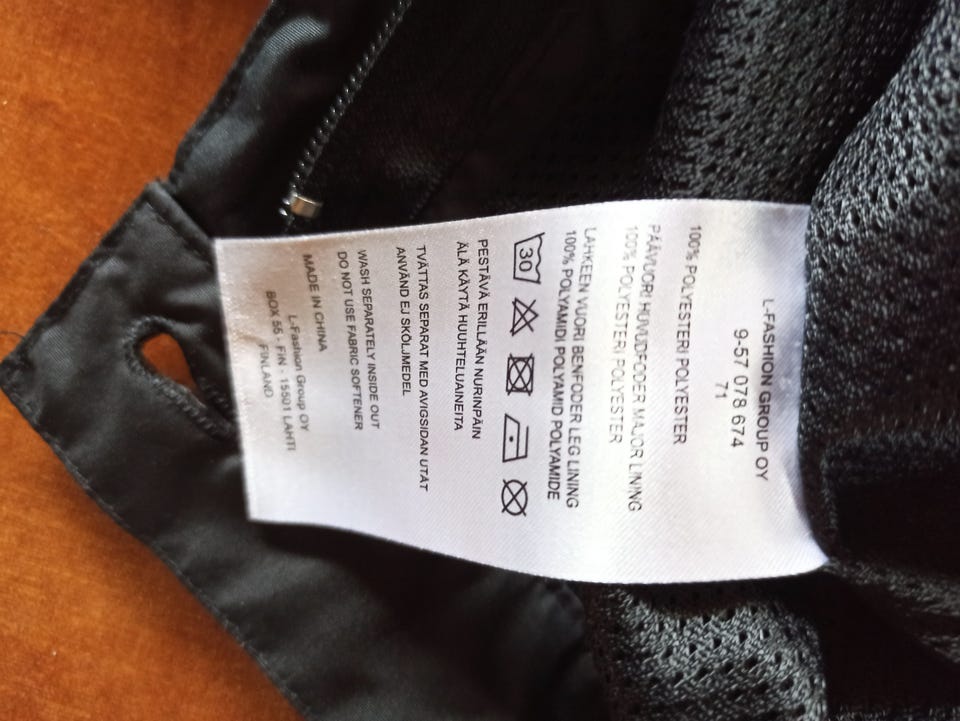 L-FASHION GROUP OY
9-57 078 674
71
100% POLYESTERI POLYESTER
PÄÄVUORI HUVUDFODER MAJOR LINING
100% POLYESTERI POLYESTER
LAHKEEN VUORI BENFODER LEG LINING
100% POLYAMIDI POLYAMID POLYAMIDE
30
PESTÄVÄ ERILLÄÄN NURINPÄIN
ÄLÄ KÄYTÄ HUUHTELUAINEITA
TVÄTTAS SEPARAT MED AVIGSIDAN UTÅT
ANVÄND EJ SKÖLJMEDEL
WASH SEPARATELY INSIDE OUT
DO NOT USE FABRIC SOFTENER
MADE IN CHINA
L-Fashion Group OY
BOX 55 - FIN - 15501 LAHTI
FINLAND